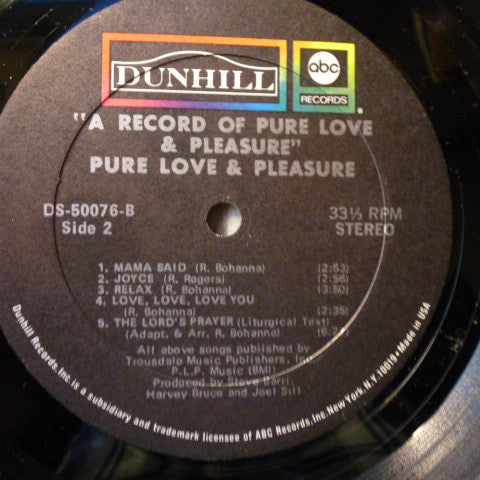 DUNHILL
abc
RECORDS
"A RECORD OF PURE LOVE
& PLEASURE"
PURE LOVE & PLEASURE
DS-50076-B
Side 2
33⅓ RPM
STEREO
1. MAMA SAID (R. Bohanna) (2:53)
2. JOYCE (R. Rogers) (2:56)
3. RELAX (R. Bohanna) (3:50)
4. LOVE, LOVE, LOVE YOU
(R. Bohanna) (2:35)
5. THE LORD'S PRAYER (Liturgical Text)
(Adapt. & Arr. R. Bohanna)
All above songs published by
Trousdale Music Publishers, Inc.
P.L.P. Music (BMI)
Produced by Steve Barri,
Harvey Bruce and Joel Sill
Dunhill Records, Inc. is a subsidiary and trademark licensee of ABC Records, Inc. New York, N.Y. 10019 • Made in USA